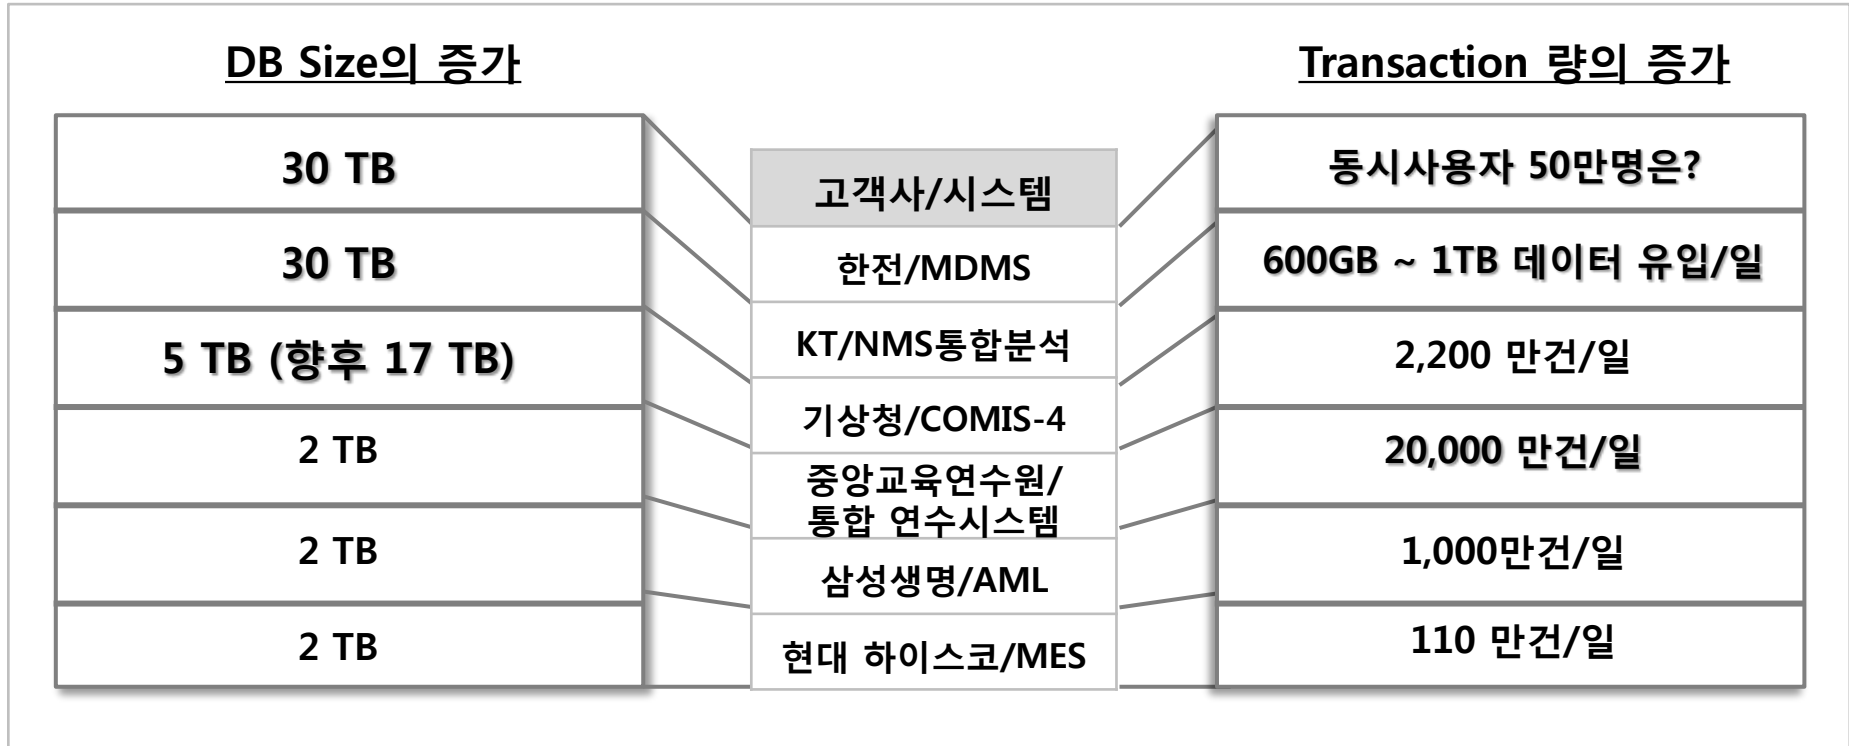 DB Size의 증가
Transaction 량의 증가
30 TB
30 TB
5 TB (향후 17 TB)
2 TB
2 TB
2 TB
고객사/시스템
한전/MDMS
KT/NMS통합분석
기상청/COMIS-4
중앙교육연수원/
통합 연수시스템
삼성생명/AML
현대 하이스코/MES
동시사용자 50만명은?
600GB ~ 1TB 데이터 유입/일
2,200 만건/일
20,000 만건/일
1,000만건/일
110 만건/일